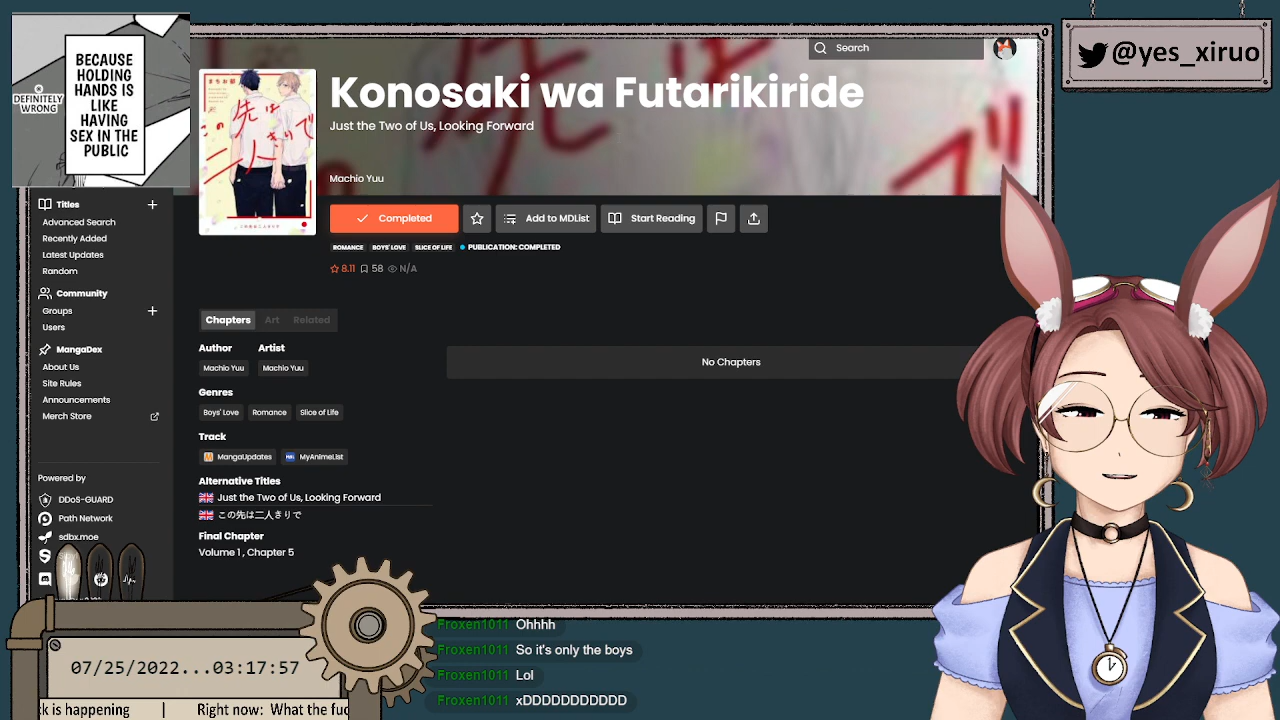 BECAUSE
HOLDING
HANDS IS
LIKE
HAVING
SEX IN THE
PUBLIC
DEFINITELY
WRONG
Search
@yes_xiruo
Konosaki wa Futarikiride
Just the Two of Us, Looking Forward
Machio Yuu
Completed
Add to MDList
Start Reading
ROMANCE BOYS' LOVE SLICE OF LIFE PUBLICATION: COMPLETED
8.11 58 N/A
Titles
Advanced Search
Recently Added
Latest Updates
Random
Community
Groups
Users
MangaDex
About Us
Site Rules
Announcements
Merch Store
Powered by
DDoS-GUARD
Path Network
sdbx.moe
Chapters Art Related
Author Artist
Machio Yuu Machio Yuu
Genres
Boys' Love Romance Slice of Life
Track
MangaUpdates MyAnimeList
Alternative Titles
Just the Two of Us, Looking Forward
この先は二人きりで
Final Chapter
Volume 1, Chapter 5
No Chapters
Froxen1011 Ohhhh
Froxen1011 So it's only the boys
Froxen1011 Lol
Froxen1011 xDDDDDDDDDDD
07/25/2022...03:17:57
k is happening | Right now: What the fuc